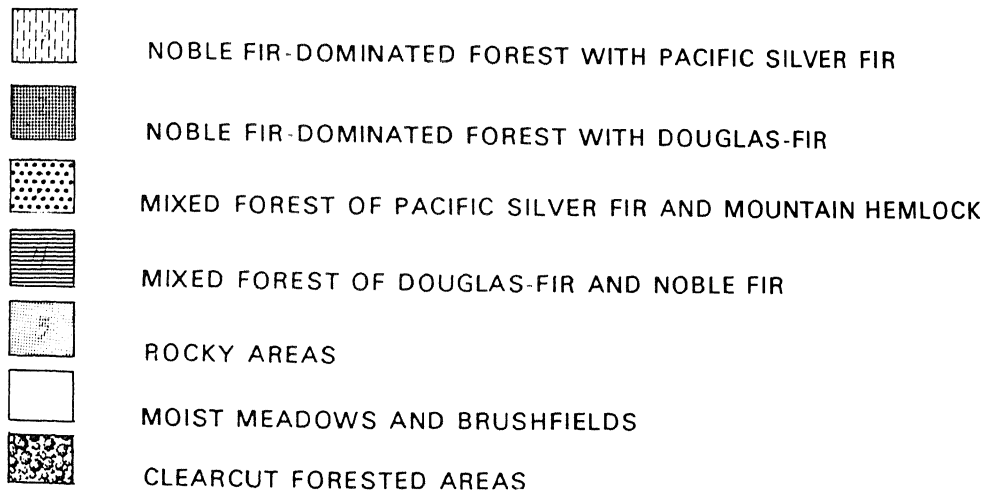 NOBLE FIR-DOMINATED FOREST WITH PACIFIC SILVER FIR
NOBLE FIR-DOMINATED FOREST WITH DOUGLAS-FIR
MIXED FOREST OF PACIFIC SILVER FIR AND MOUNTAIN HEMLOCK
4 MIXED FOREST OF DOUGLAS-FIR AND NOBLE FIR
5 ROCKY AREAS
MOIST MEADOWS AND BRUSHFIELDS
CLEARCUT FORESTED AREAS